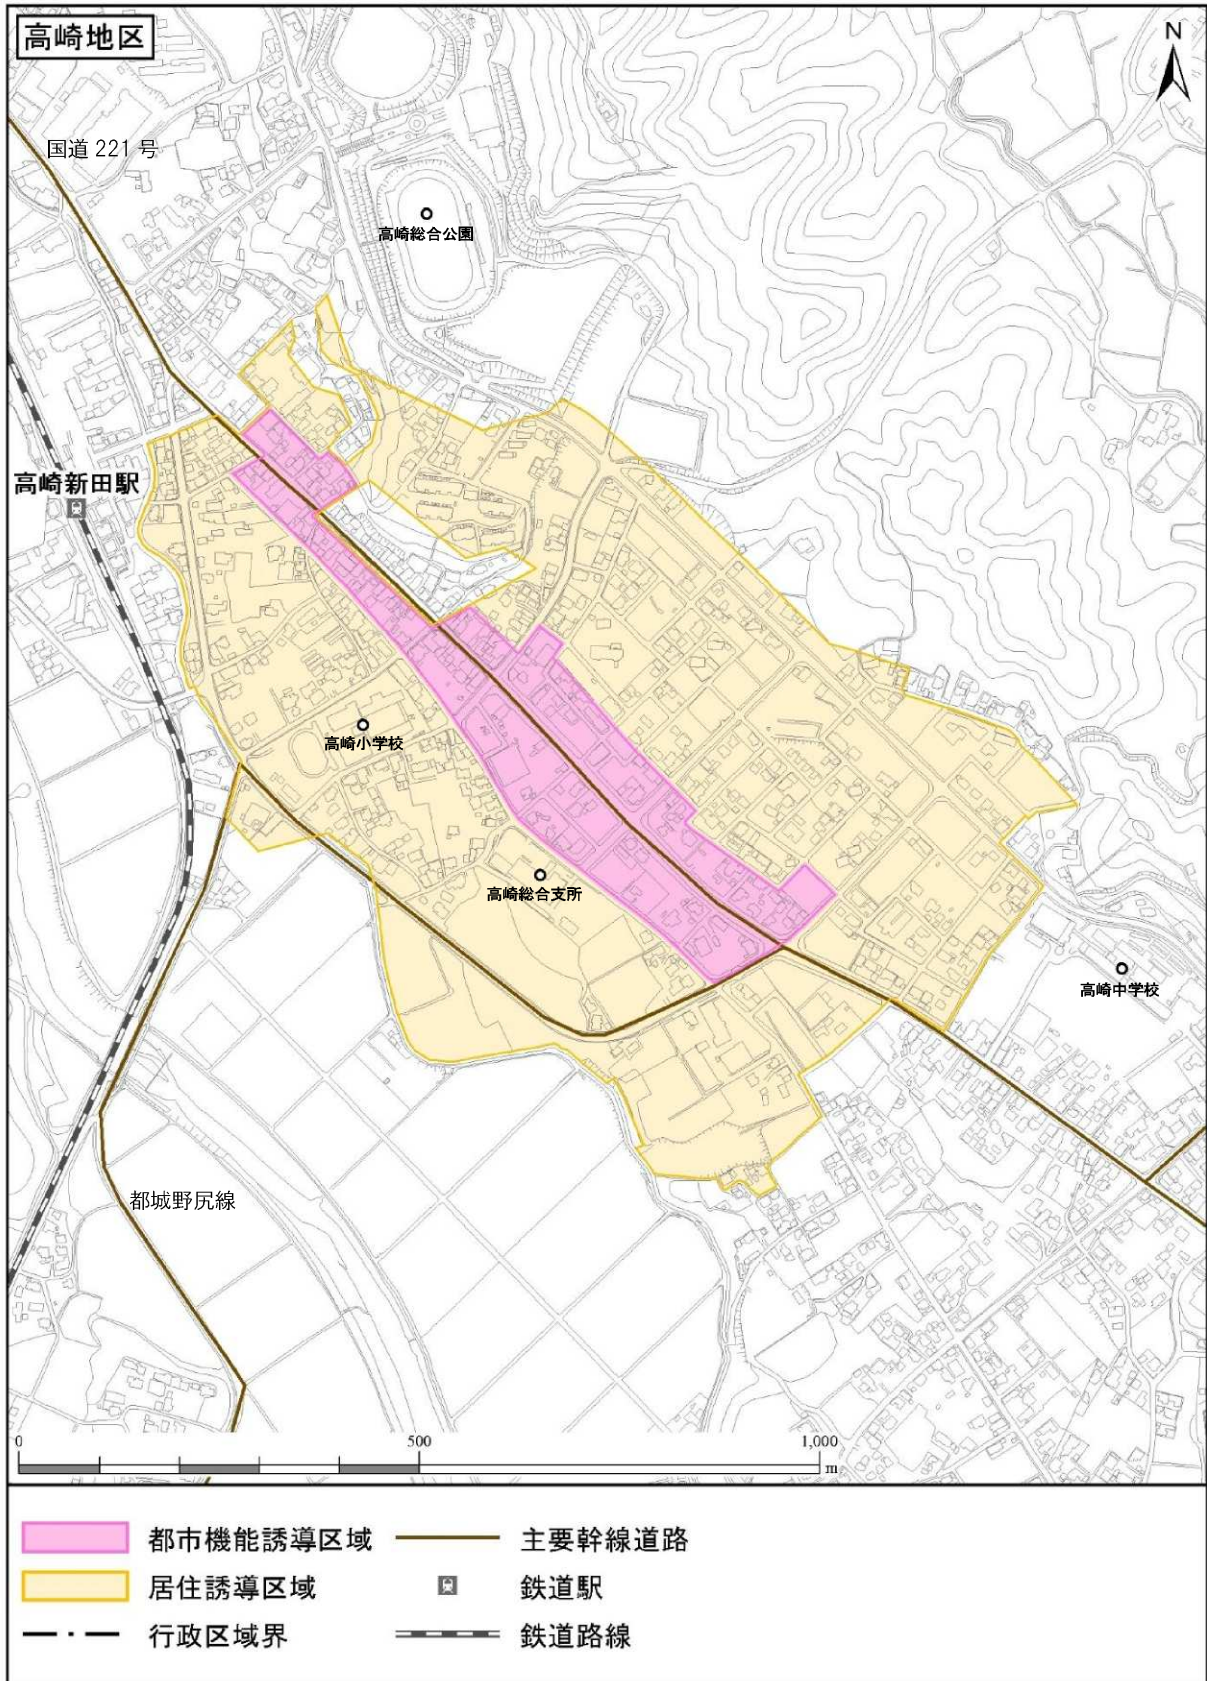 高崎地区
N
国道 221 号
高崎総合公園
高崎新田駅
高崎小学校
高崎総合支所
高崎中学校
都城野尻線
0 500 1,000
m
都市機能誘導区域 主要幹線道路
居住誘導区域 鉄道駅
行政区域界 鉄道路線